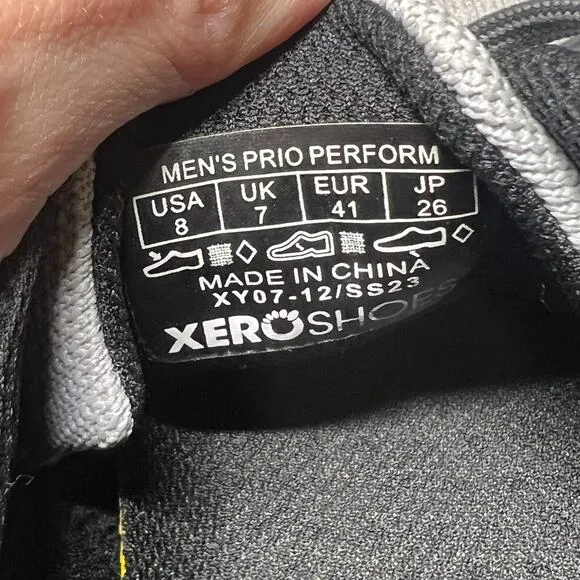 MEN'S PRIO PERFORM
USA UK EUR JP
8 7 41 26
MADE IN CHINA
XY07-12/SS23
XEROSHOES